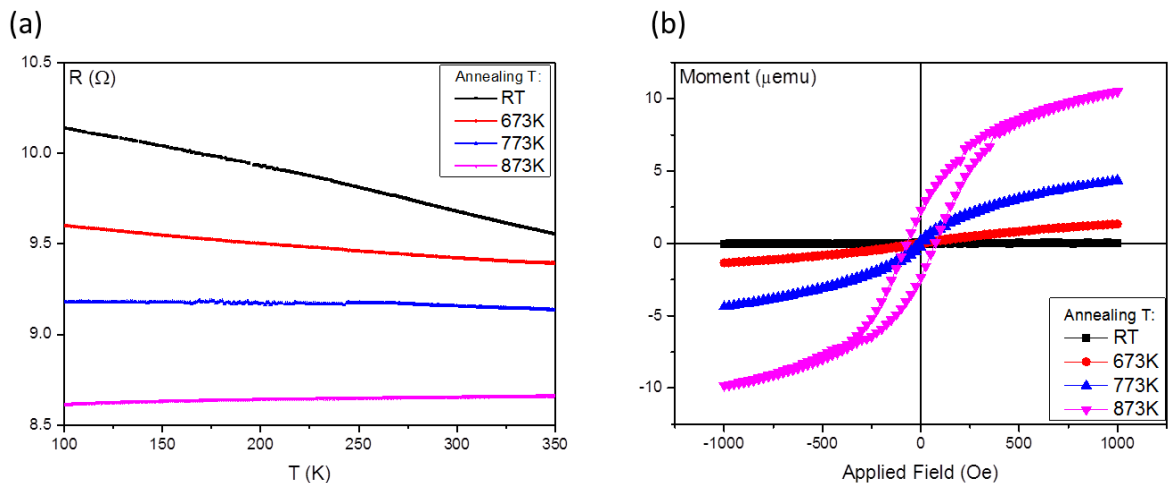 (a)
10.5
10.0
9.5
9.0
8.5
R (Ω)
Annealing T:
RT
673K
773K
873K
100
150
200
250
300
350
T (K)
(b)
Moment (μemu)
10
5
0
-5
-10
Annealing T:
RT
673K
773K
873K
-1000
-500
0
500
1000
Applied Field (Oe)